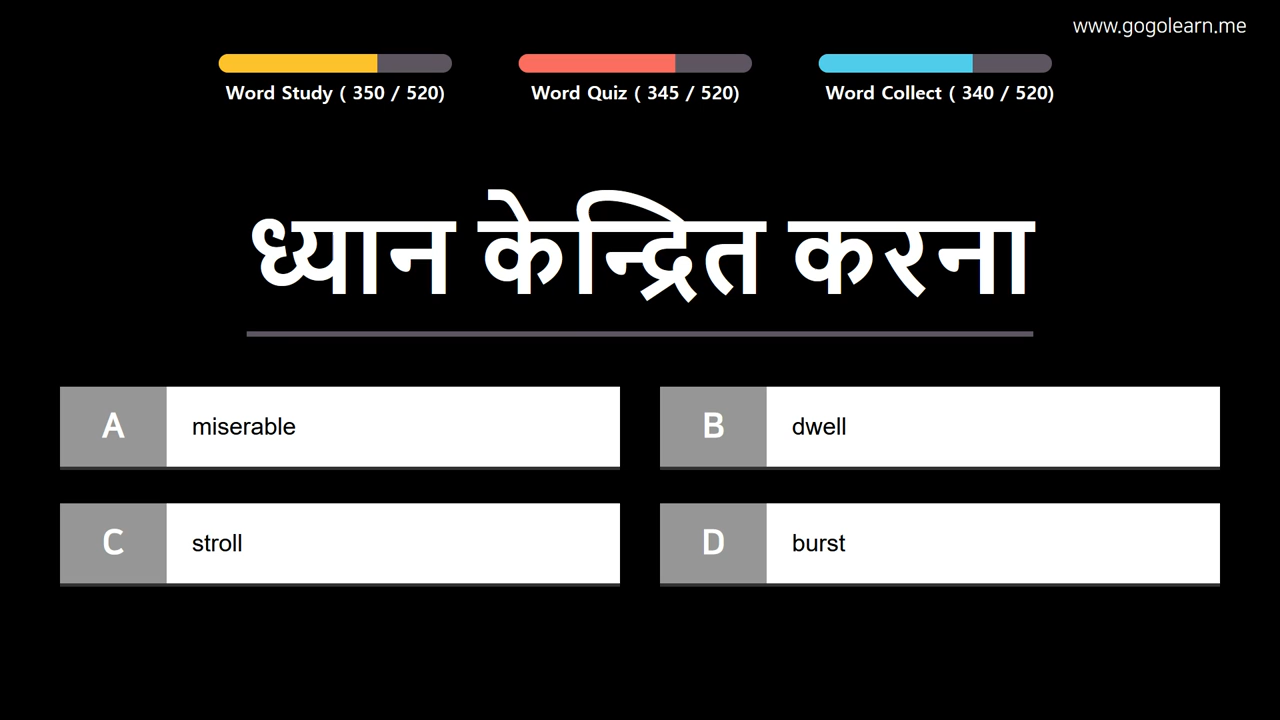 www.gogolearn.me
Word Study ( 350 / 520)
Word Quiz ( 345 / 520)
Word Collect ( 340 / 520)
ध्यान केन्द्रित करना
A miserable
B dwell
C stroll
D burst